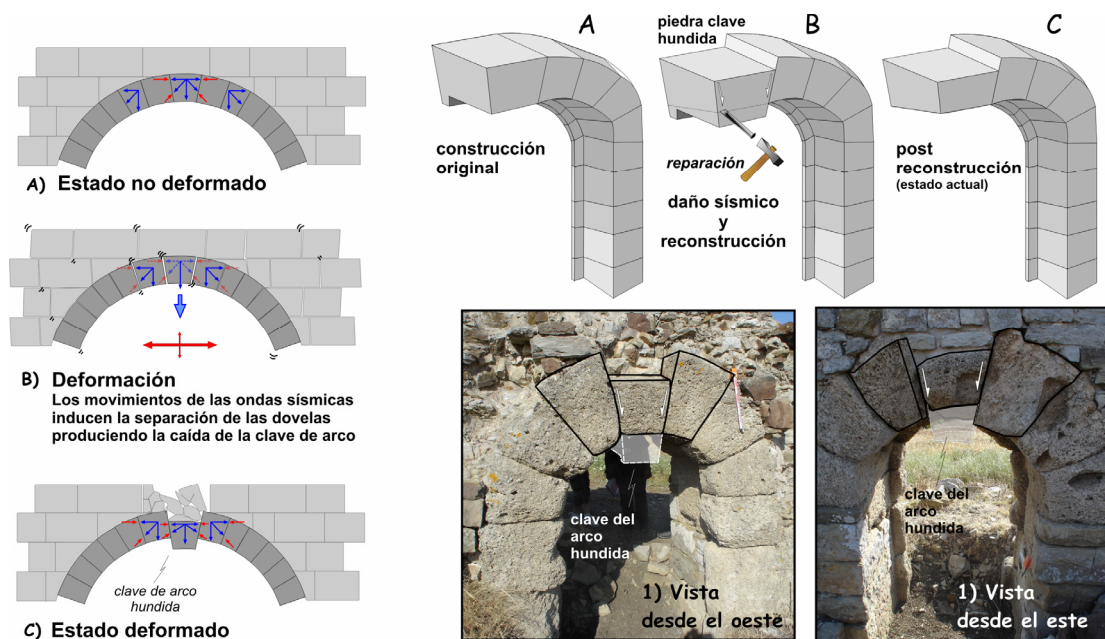 A) Estado no deformado
B) Deformación
Los movimientos de las ondas sísmicas
inducen la separación de las dovelas
produciendo la caída de la clave de arco
clave de arco
hundida
C) Estado deformado
A
construcción
original
piedra clave
hundida
B
reparación
daño sísmico
y
reconstrucción
C
post
reconstrucción
(estado actual)
clave del
arco
hundida
1) Vista
desde el oeste
clave del
arco
hundida
1) Vista
desde el este